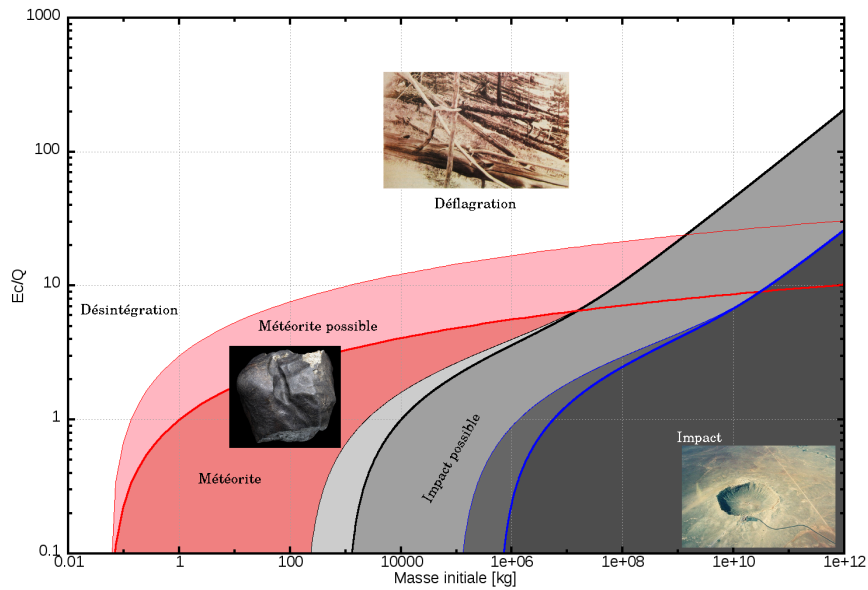 1000
100
10
1
0.1
Ec/Q
Déflagration
Désintégration
Météorite possible
Météorite
Impact possible
Impact
0.01
1
100
10000
1e+06
1e+08
1e+10
1e+12
Masse initiale [kg]